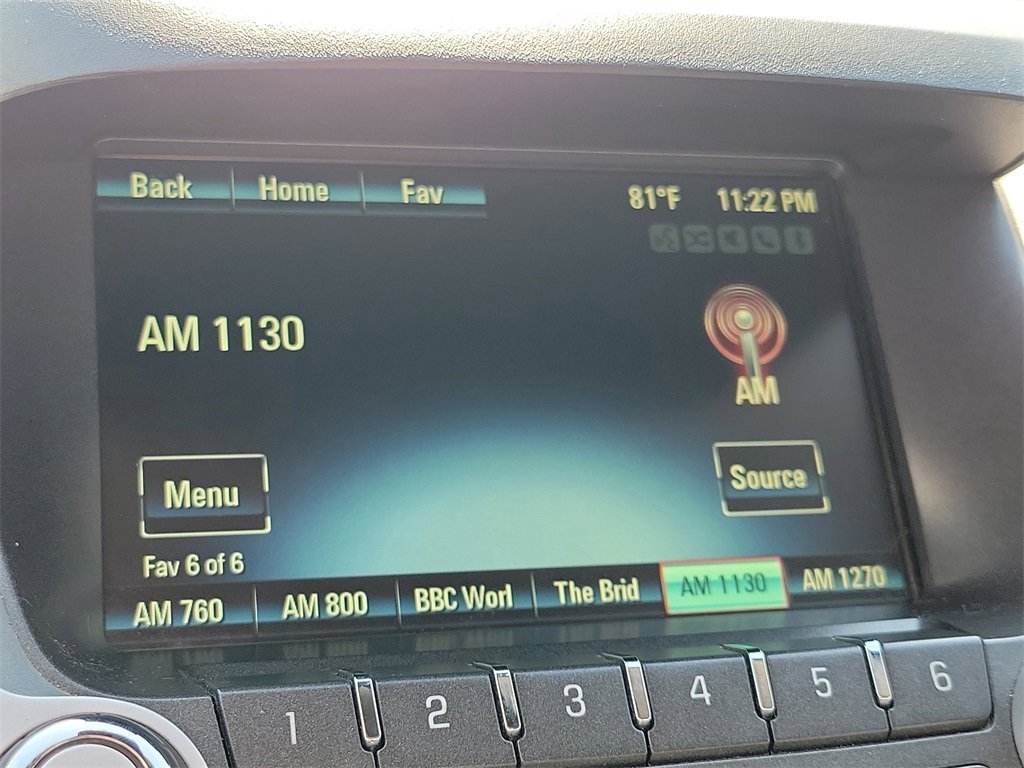 Back Home Fav 81°F 11:22 PM
AM 1130
AM
Menu Source
Fav 6 of 6
AM 760 AM 800 BBC Worl The Brid AM 1130 AM 1270
1 2 3 4 5 6